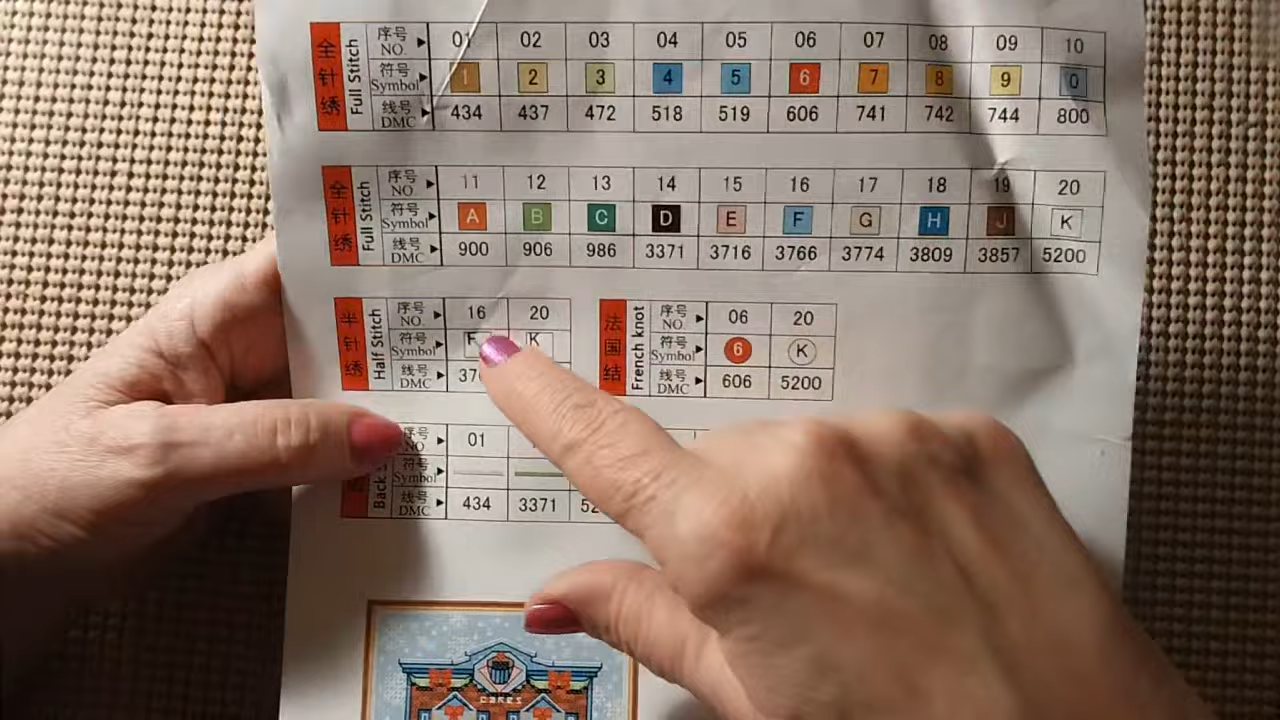 全针绣 Full Stitch
序号 NO. 01 02 03 04 05 06 07 08 09 10
符号 Symbol 1 2 3 4 5 6 7 8 9 0
线号 DMC 434 437 472 518 519 606 741 742 744 800
全针绣 Full Stitch
序号 NO. 11 12 13 14 15 16 17 18 19 20
符号 Symbol A B C D E F G H J K
线号 DMC 900 906 986 3371 3716 3766 3774 3809 3857 5200
半针绣 Half Stitch
序号 NO. 16 20
符号 Symbol F K
线号 DMC
法国结 French knot
序号 NO. 06 20
符号 Symbol 6 K
线号 DMC 606 5200
Back
序号 NO 01
符号 Symbol
线号 DMC 434 3371